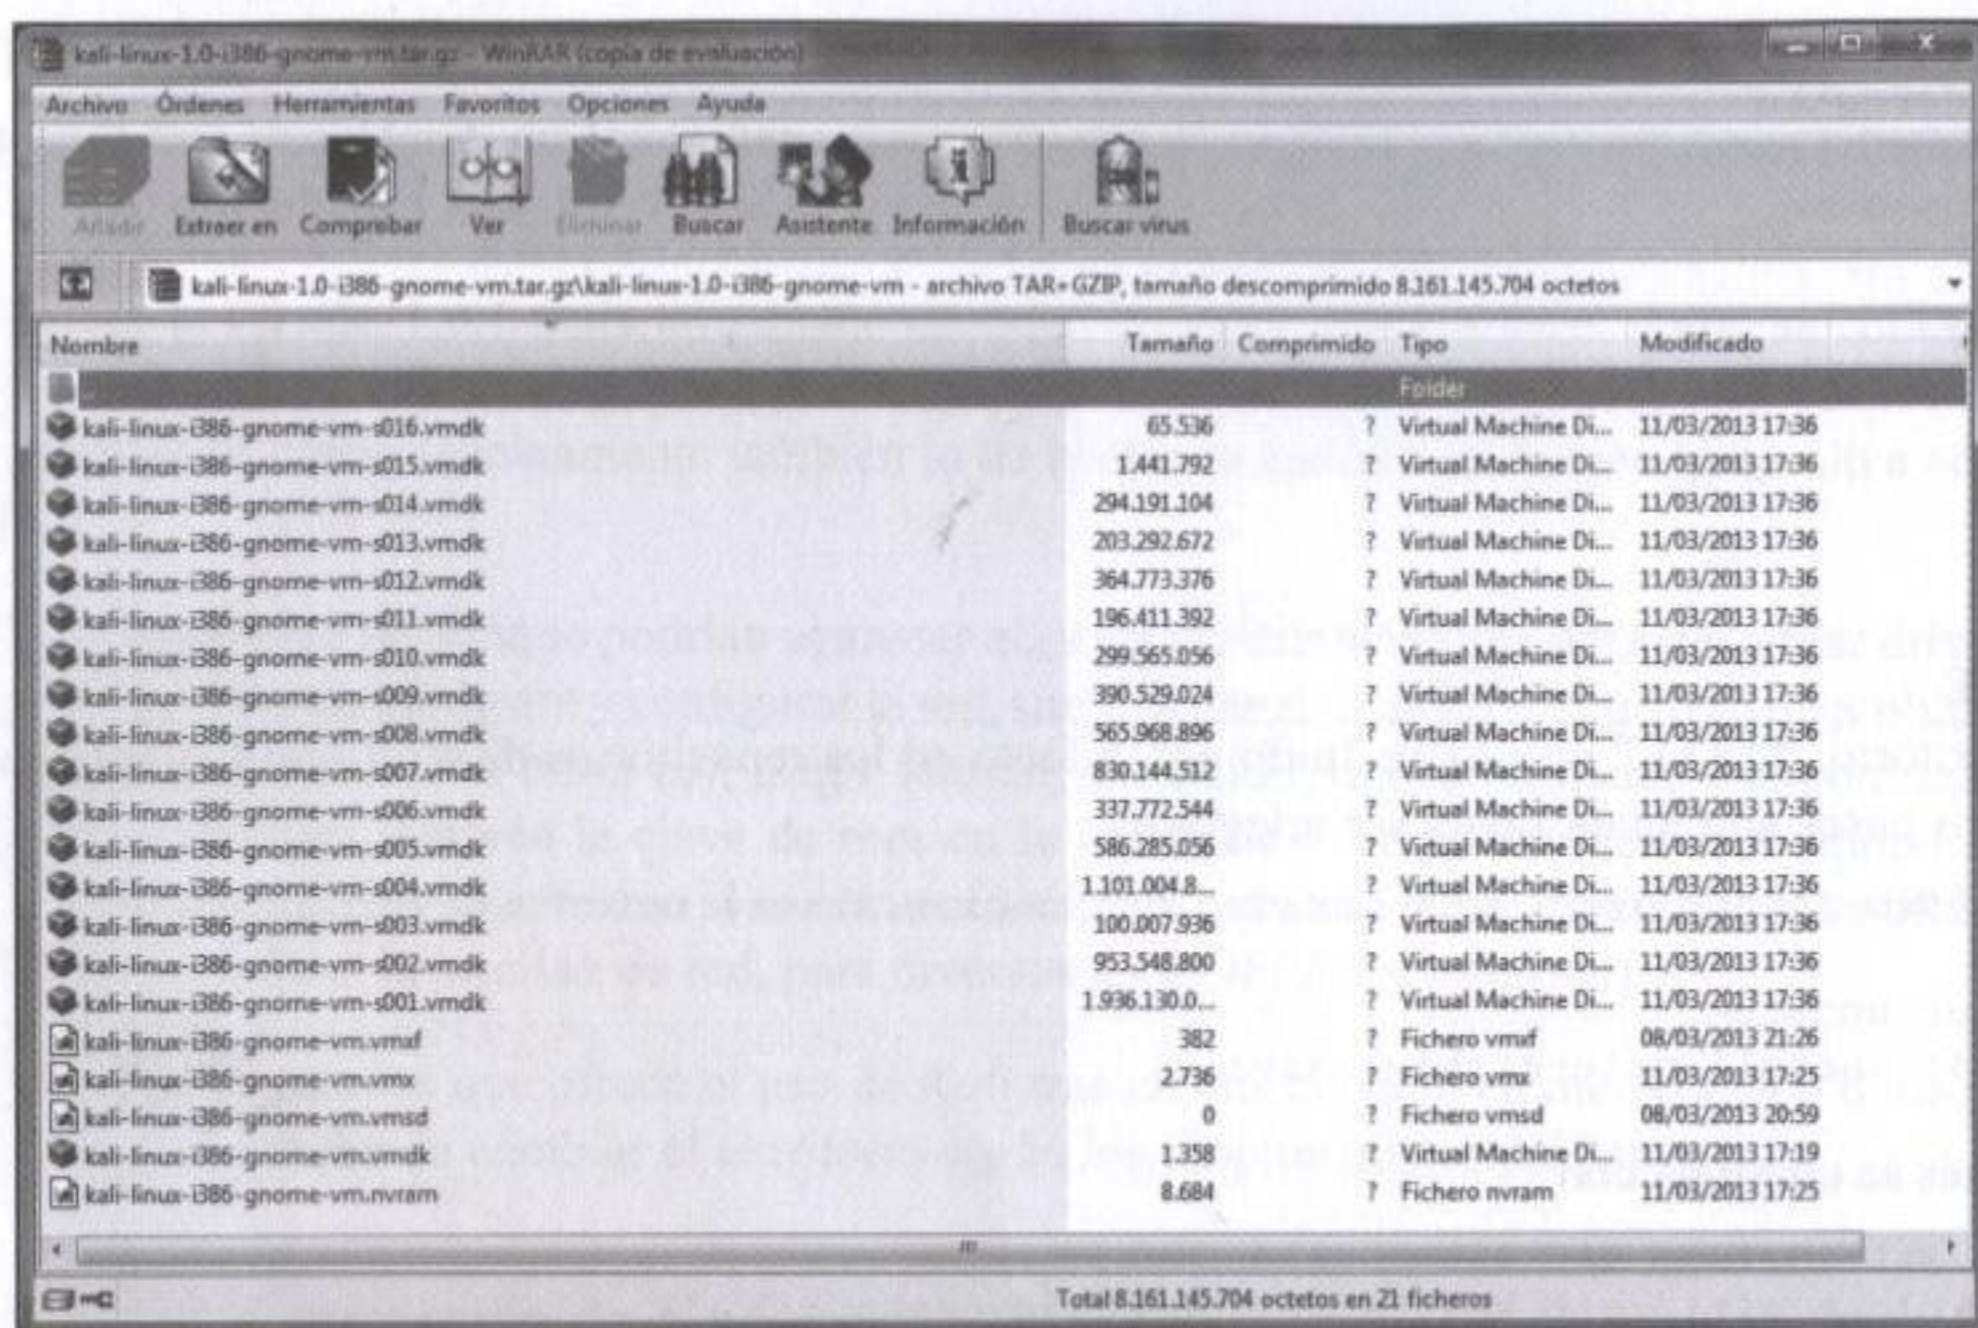 kali-linux-1.0-i386-gnome-vm.tar.gz - WinRAR (copia de evaluación)
Archivo Órdenes Herramientas Favoritos Opciones Ayuda
Añadir Extraer en Comprobar Ver Eliminar Buscar Asistente Información Buscar virus
kali-linux-1.0-i386-gnome-vm.tar.gz\kali-linux-1.0-i386-gnome-vm - archivo TAR+GZIP, tamaño descomprimido 8.161.145.704 octetos
Nombre Tamaño Comprimido Tipo Modificado
.. Folder
kali-linux-i386-gnome-vm-s016.vmdk 65.536 ? Virtual Machine Di... 11/03/2013 17:36
kali-linux-i386-gnome-vm-s015.vmdk 1.441.792 ? Virtual Machine Di... 11/03/2013 17:36
kali-linux-i386-gnome-vm-s014.vmdk 294.191.104 ? Virtual Machine Di... 11/03/2013 17:36
kali-linux-i386-gnome-vm-s013.vmdk 203.292.672 ? Virtual Machine Di... 11/03/2013 17:36
kali-linux-i386-gnome-vm-s012.vmdk 364.773.376 ? Virtual Machine Di... 11/03/2013 17:36
kali-linux-i386-gnome-vm-s011.vmdk 196.411.392 ? Virtual Machine Di... 11/03/2013 17:36
kali-linux-i386-gnome-vm-s010.vmdk 299.565.056 ? Virtual Machine Di... 11/03/2013 17:36
kali-linux-i386-gnome-vm-s009.vmdk 390.529.024 ? Virtual Machine Di... 11/03/2013 17:36
kali-linux-i386-gnome-vm-s008.vmdk 565.968.896 ? Virtual Machine Di... 11/03/2013 17:36
kali-linux-i386-gnome-vm-s007.vmdk 830.144.512 ? Virtual Machine Di... 11/03/2013 17:36
kali-linux-i386-gnome-vm-s006.vmdk 337.772.544 ? Virtual Machine Di... 11/03/2013 17:36
kali-linux-i386-gnome-vm-s005.vmdk 586.285.056 ? Virtual Machine Di... 11/03/2013 17:36
kali-linux-i386-gnome-vm-s004.vmdk 1.101.004.8... ? Virtual Machine Di... 11/03/2013 17:36
kali-linux-i386-gnome-vm-s003.vmdk 100.007.936 ? Virtual Machine Di... 11/03/2013 17:36
kali-linux-i386-gnome-vm-s002.vmdk 953.548.800 ? Virtual Machine Di... 11/03/2013 17:36
kali-linux-i386-gnome-vm-s001.vmdk 1.936.130.0... ? Virtual Machine Di... 11/03/2013 17:36
kali-linux-i386-gnome-vm.vmxf 382 ? Fichero vmxf 08/03/2013 21:26
kali-linux-i386-gnome-vm.vmx 2.736 ? Fichero vmx 11/03/2013 17:25
kali-linux-i386-gnome-vm.vmsd 0 ? Fichero vmsd 08/03/2013 20:59
kali-linux-i386-gnome-vm.vmdk 1.358 ? Virtual Machine Di... 11/03/2013 17:19
kali-linux-i386-gnome-vm.nvram 8.684 ? Fichero nvram 11/03/2013 17:25
Total 8.161.145.704 octetos en 21 ficheros